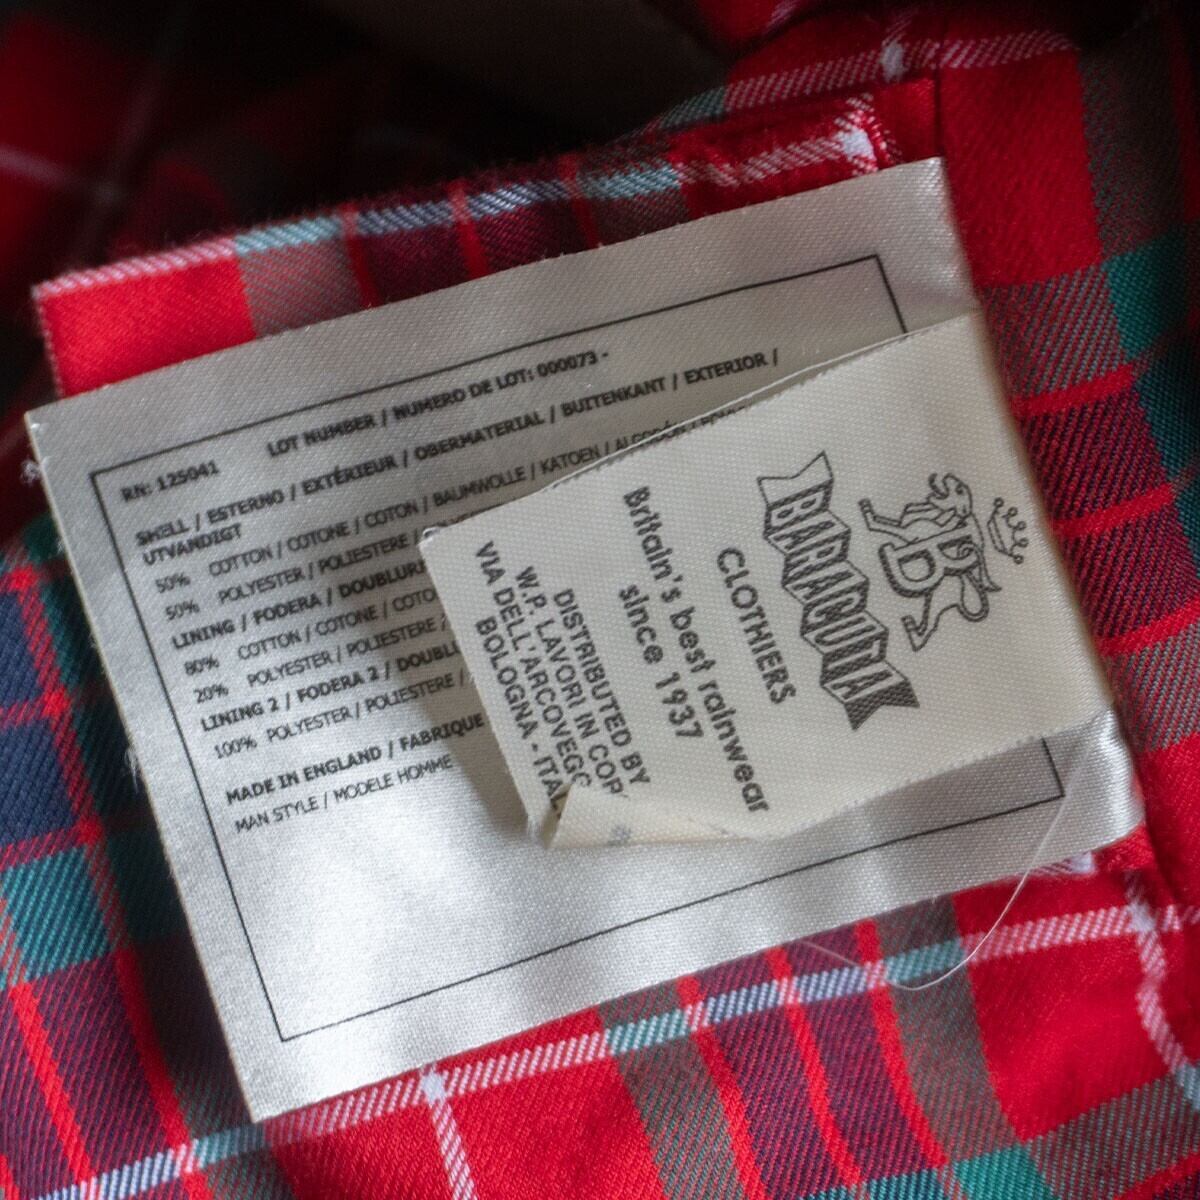 LOT NUMBER / NUMERO DE LOT: 000073 -
RN: 125041
SHELL / ESTERNO / EXTÉRIEUR / OBERMATERIAL / BUITENKANT / EXTERIOR /
UTVANDIGT
50% COTTON / COTONE / COTON / BAUMWOLLE / KATOEN / ALGODÓN /
50% POLYESTER / POLIESTERE /
LINING / FODERA / DOUBLURE
80% COTTON / COTONE / COTO
20% POLYESTER / POLIESTERE /
LINING 2 / FODERA 2 / DOUBL
100% POLYESTER / POLIESTERE /
MADE IN ENGLAND / FABRIQUE
MAN STYLE / MODELE HOMME
B
BARACUTA
CLOTHIERS
Britain's best rainwear
since 1937
DISTRIBUTED BY
W.P. LAVORI IN COR
VIA DELL'ARCOVEGG
BOLOGNA - ITAL